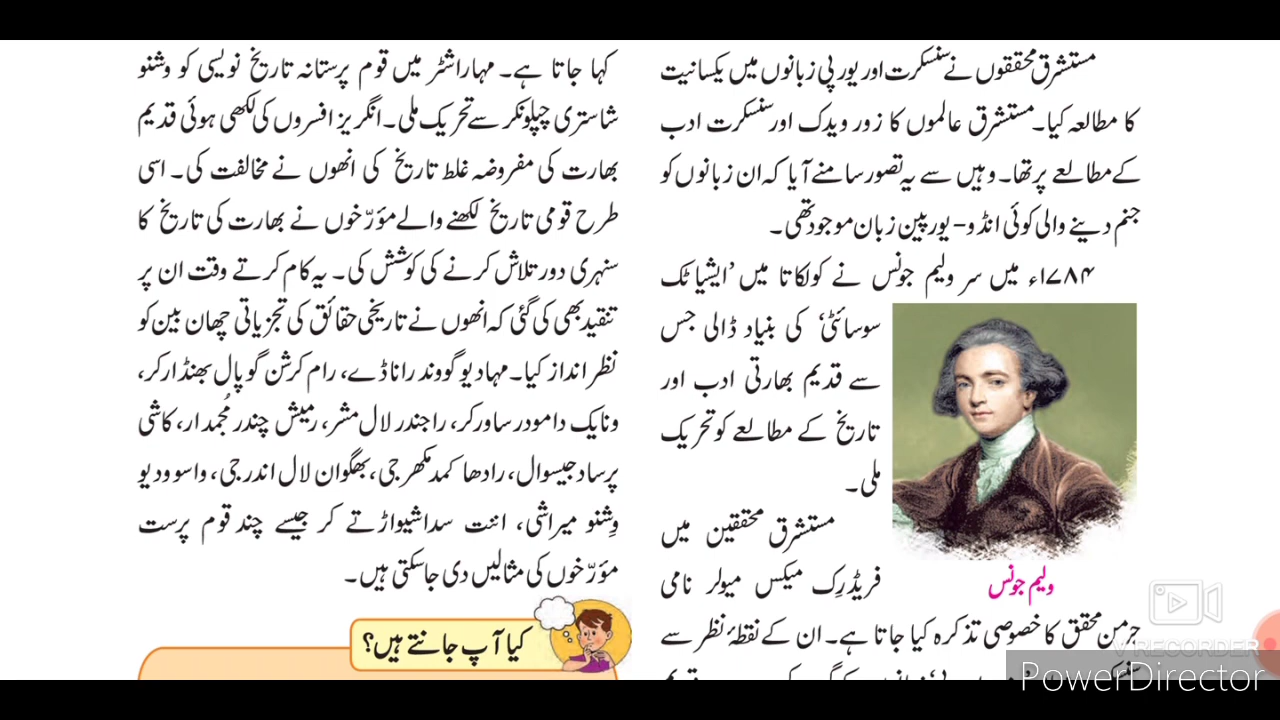 مستشرق محققوں نے سنسکرت اور یورپی زبانوں میں یکسانیت
کا مطالعہ کیا۔ مستشرق عالموں کا زور ویدک اور سنسکرت ادب
کے مطالعے پر تھا۔ وہیں سے یہ تصور سامنے آیا کہ ان زبانوں کو
جنم دینے والی کوئی انڈو-یورپین زبان موجود تھی۔
۱۷۸۴ء میں سر ولیم جونس نے کولکاتا میں 'ایشیاٹک
سوسائٹی' کی بنیاد ڈالی جس
سے قدیم بھارتی ادب اور
تاریخ کے مطالعے کو تحریک
ملی۔
ولیم جونس
مستشرق محققین میں
فریڈرِک میکس میولر نامی
جرمن محقق کا خصوصی تذکرہ کیا جاتا ہے۔ ان کے نقطۂ نظر سے
کہا جاتا ہے۔ مہاراشٹر میں قوم پرستانہ تاریخ نویسی کو وشنو
شاستری چپلونکر سے تحریک ملی۔ انگریز افسروں کی لکھی ہوئی قدیم
بھارت کی مفروضہ غلط تاریخ کی انھوں نے مخالفت کی۔ اسی
طرح قومی تاریخ لکھنے والے مؤرّخوں نے بھارت کی تاریخ کا
سنہری دور تلاش کرنے کی کوشش کی۔ یہ کام کرتے وقت ان پر
تنقید بھی کی گئی کہ انھوں نے تاریخی حقائق کی تجزیاتی چھان بین کو
نظر انداز کیا۔ مہادیو گووند راناڈے، رام کرشن گوپال بھنڈارکر،
ونایک دامودر ساورکر، راجندر لال مشر، رمیش چندر مُجمدار، کاشی
پرساد جیسوال، رادھا کمد مکھرجی، بھگوان لال اندرجی، واسودیو
وِشنو میراشی، اننت سداشیو اڑتے کر جیسے چند قوم پرست
مؤرّخوں کی مثالیں دی جاسکتی ہیں۔
کیا آپ جانتے ہیں؟
V RECORDER
PowerDirector